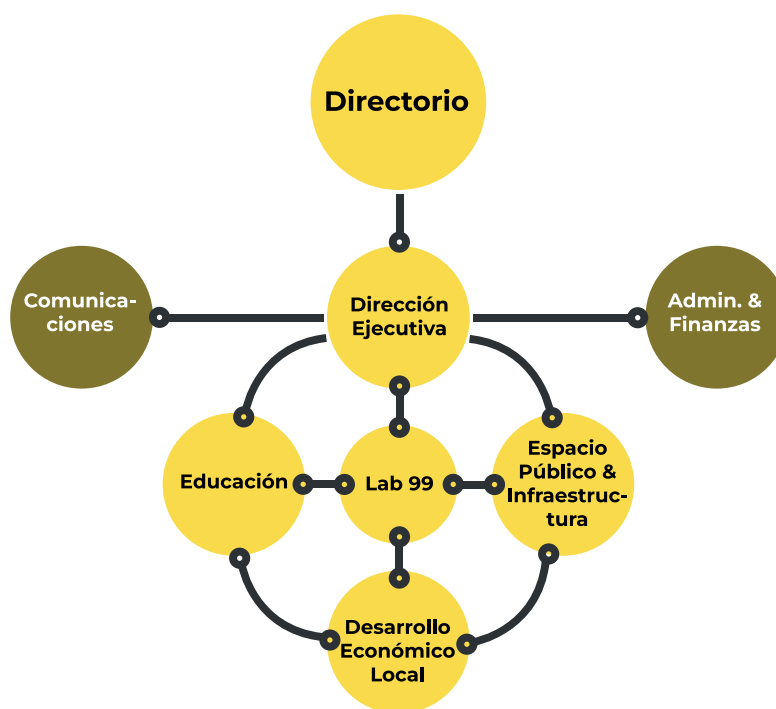 Directorio
Comunica-
ciones
Dirección
Ejecutiva
Admin. &
Finanzas
Educación
Lab 99
Espacio
Público &
Infraestruc-
tura
Desarrollo
Económico
Local